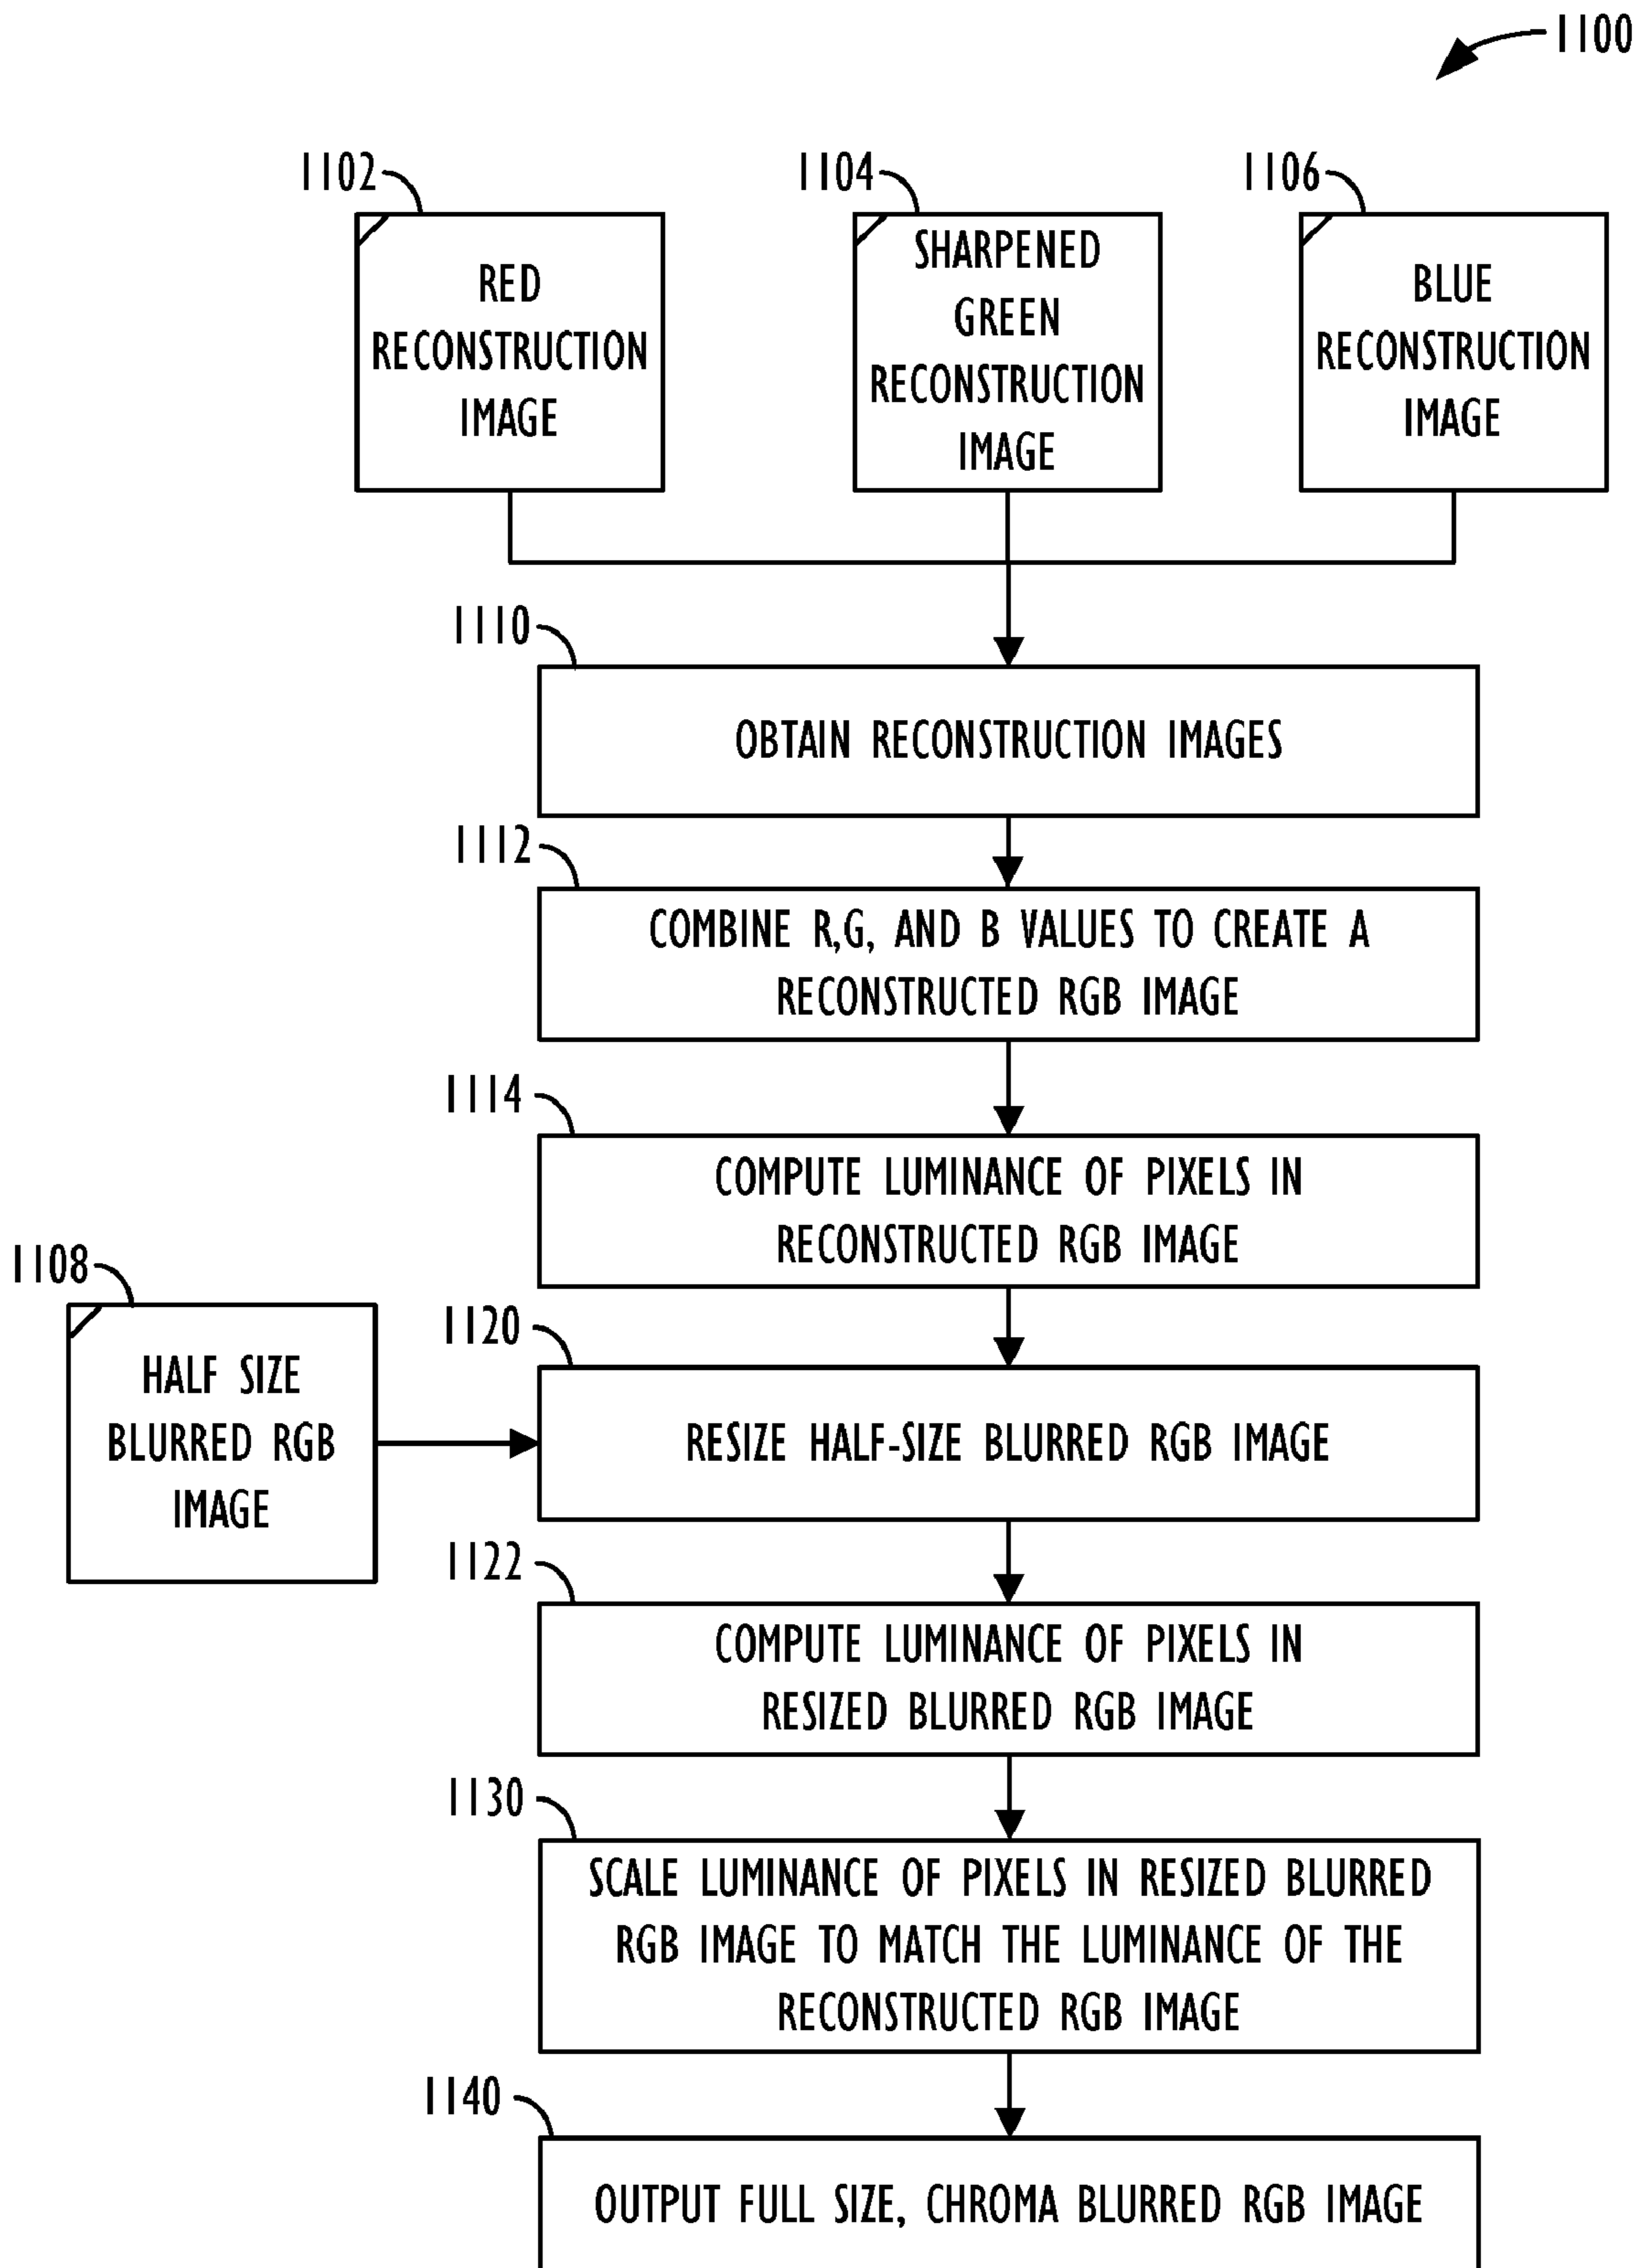 1100
1102
1104
1106
RED
RECONSTRUCTION
IMAGE
SHARPENED
GREEN
RECONSTRUCTION
IMAGE
BLUE
RECONSTRUCTION
IMAGE
1110
OBTAIN RECONSTRUCTION IMAGES
1112
COMBINE R,G, AND B VALUES TO CREATE A
RECONSTRUCTED RGB IMAGE
1114
COMPUTE LUMINANCE OF PIXELS IN
RECONSTRUCTED RGB IMAGE
1108
HALF SIZE
BLURRED RGB
IMAGE
1120
RESIZE HALF-SIZE BLURRED RGB IMAGE
1122
COMPUTE LUMINANCE OF PIXELS IN
RESIZED BLURRED RGB IMAGE
1130
SCALE LUMINANCE OF PIXELS IN RESIZED BLURRED
RGB IMAGE TO MATCH THE LUMINANCE OF THE
RECONSTRUCTED RGB IMAGE
1140
OUTPUT FULL SIZE, CHROMA BLURRED RGB IMAGE